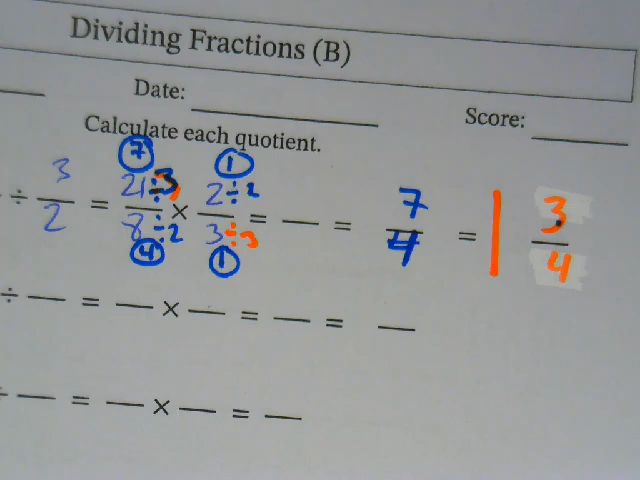 Dividing Fractions (B)
Date:
Score:
Calculate each quotient.
7 1
÷ 3/2 = 21÷3/8÷2 × 2÷2/3÷3 = — = 7/4 = 1 3/4
4 1
÷ — = — × — = — = —
÷ — = — × — = —